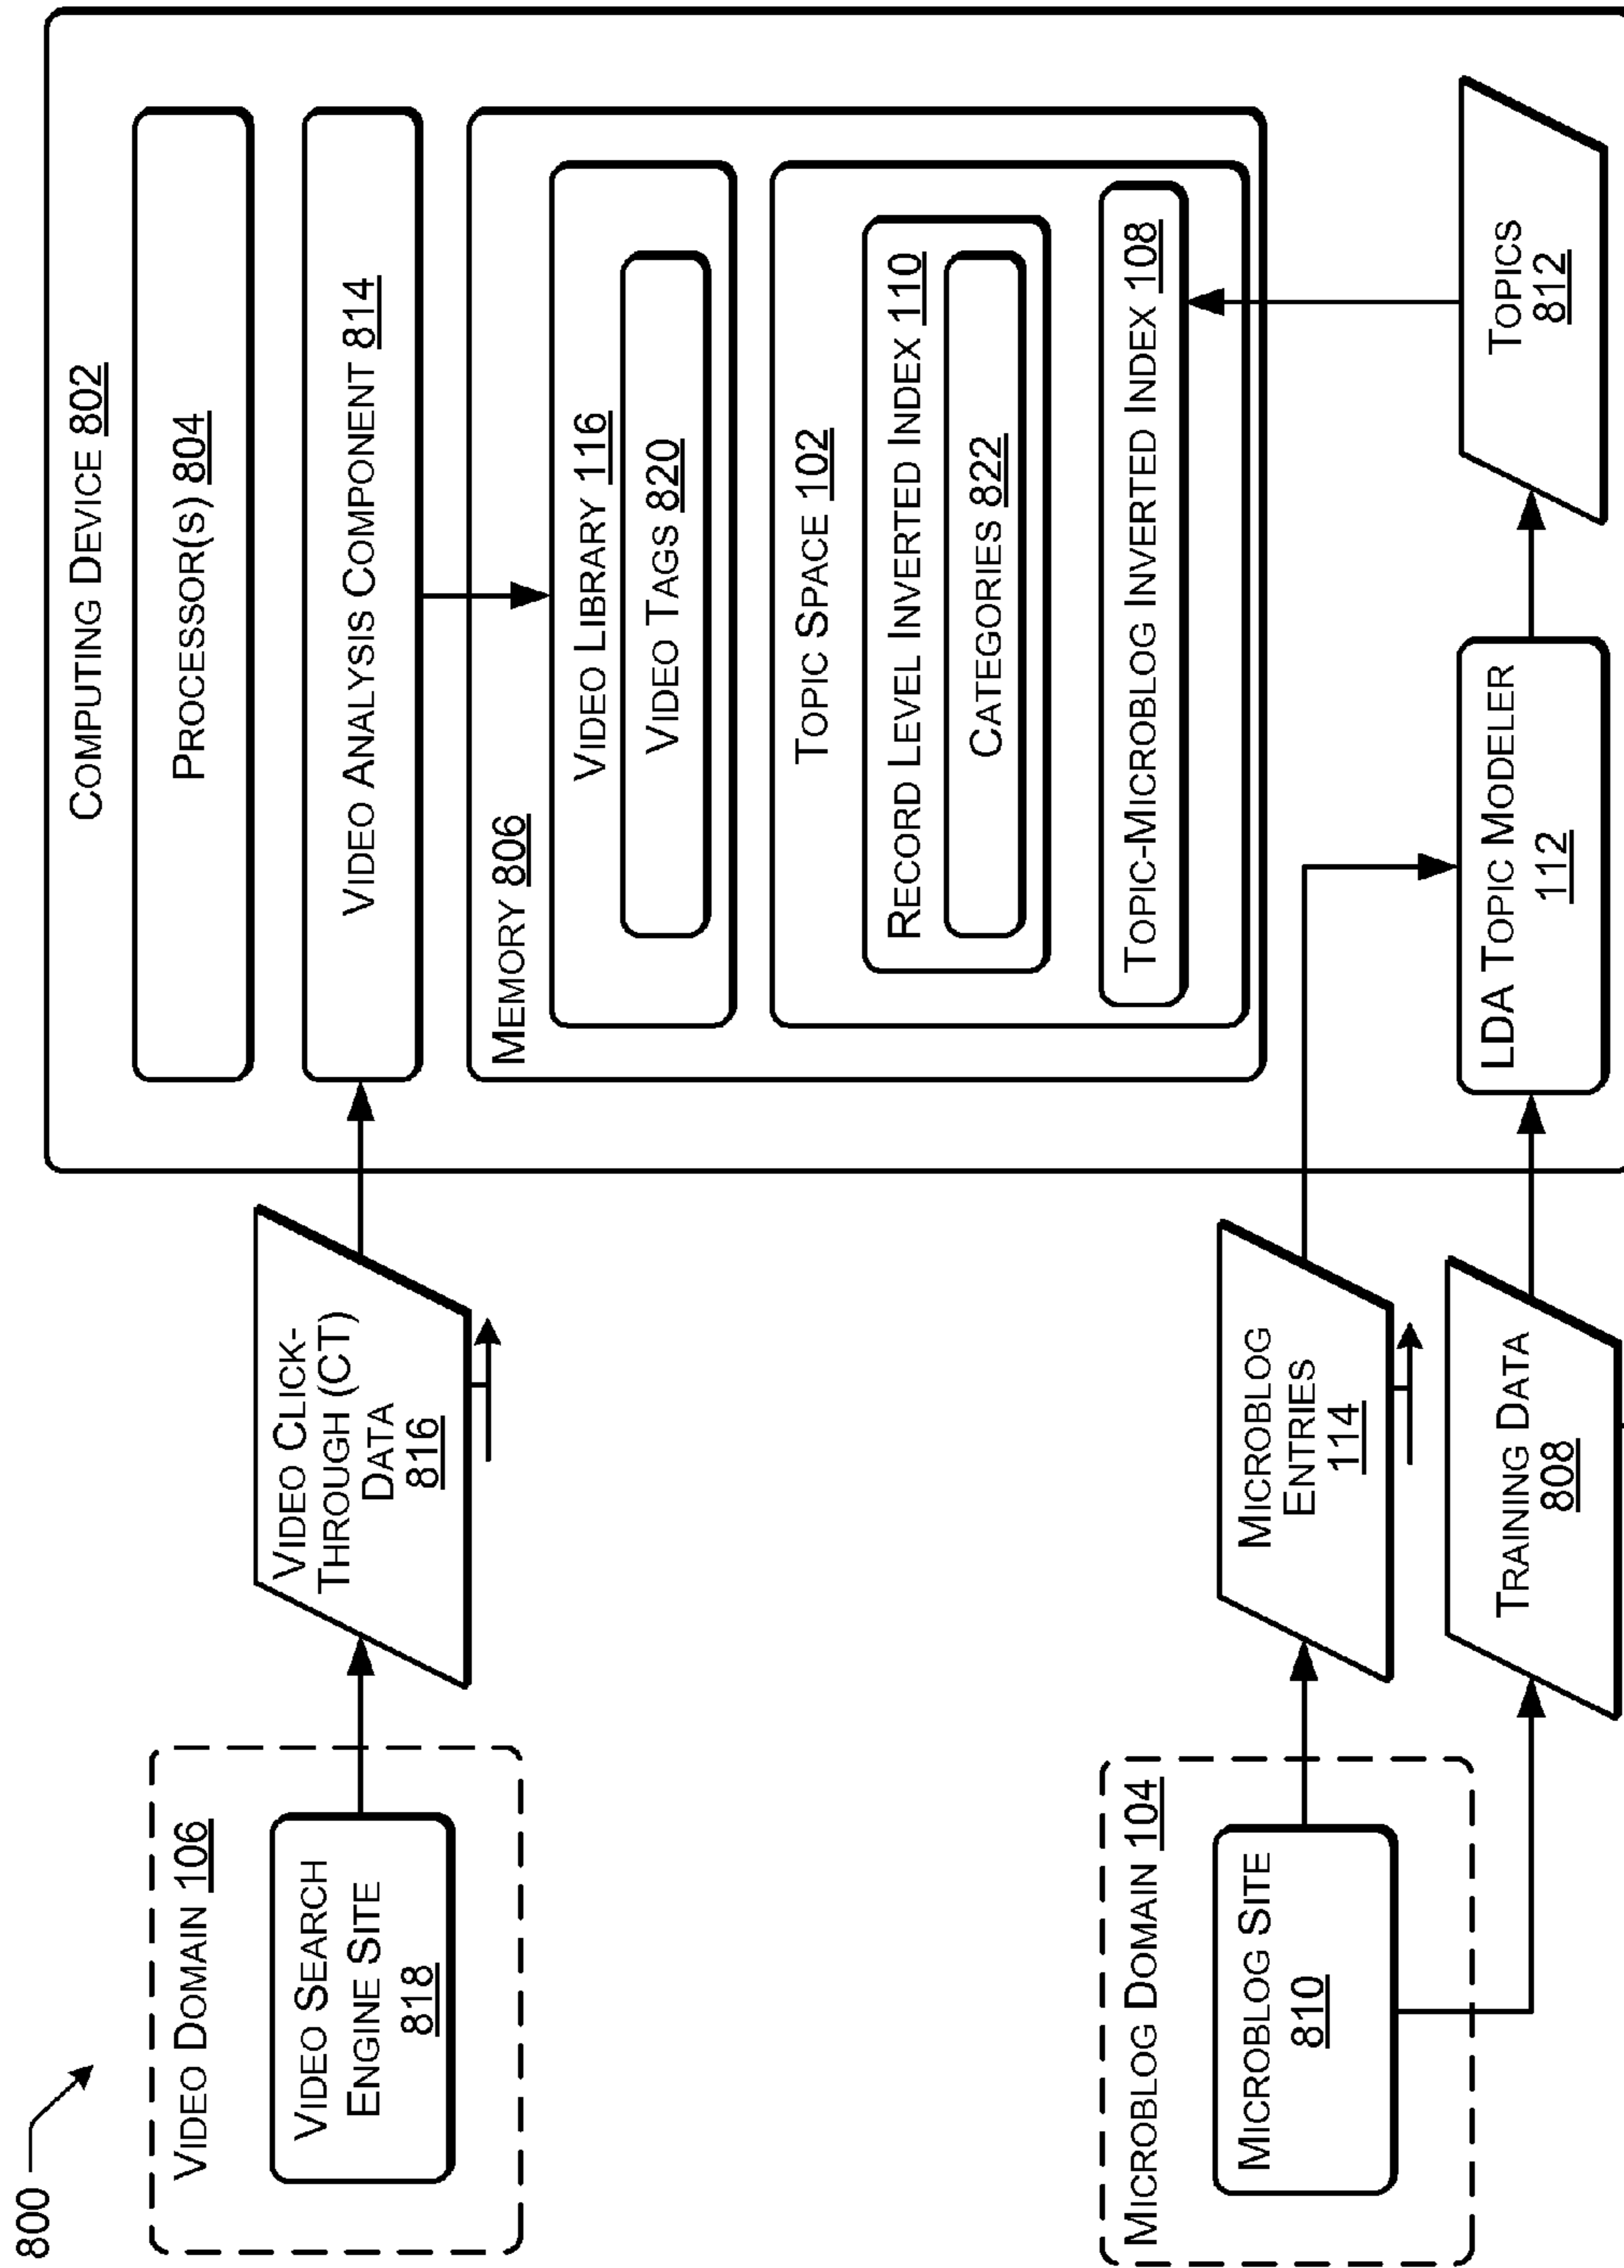 800
VIDEO DOMAIN 106
VIDEO SEARCH
ENGINE SITE
818
VIDEO CLICK-
THROUGH (CT)
DATA
816
MICROBLOG DOMAIN 104
MICROBLOG SITE
810
MICROBLOG
ENTRIES
114
TRAINING DATA
808
COMPUTING DEVICE 802
PROCESSOR(S) 804
VIDEO ANALYSIS COMPONENT 814
MEMORY 806
VIDEO LIBRARY 116
VIDEO TAGS 820
TOPIC SPACE 102
RECORD LEVEL INVERTED INDEX 110
CATEGORIES 822
TOPIC-MICROBLOG INVERTED INDEX 108
LDA TOPIC MODELER
112
TOPICS
812